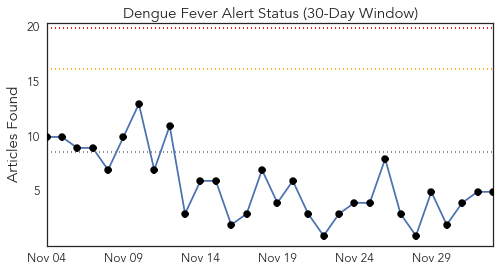 Dengue Fever Alert Status (30-Day Window)
Articles Found
20
15
10
5
Nov 04 Nov 09 Nov 14 Nov 19 Nov 24 Nov 29